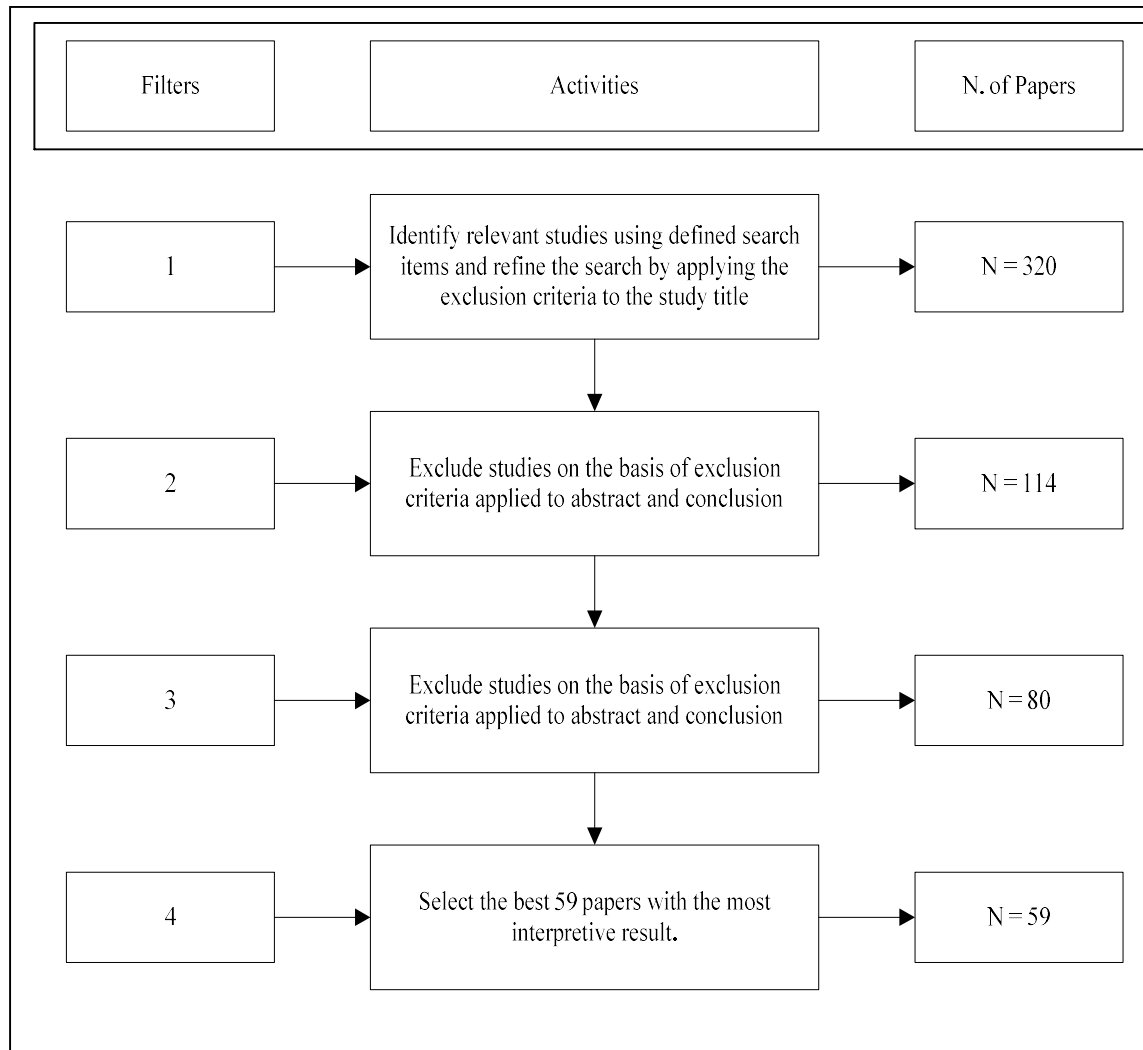 Filters
Activities
N. of Papers
1
Identify relevant studies using defined search
items and refine the search by applying the
exclusion criteria to the study title
N = 320
2
Exclude studies on the basis of exclusion
criteria applied to abstract and conclusion
N = 114
3
Exclude studies on the basis of exclusion
criteria applied to abstract and conclusion
N = 80
4
Select the best 59 papers with the most
interpretive result.
N = 59